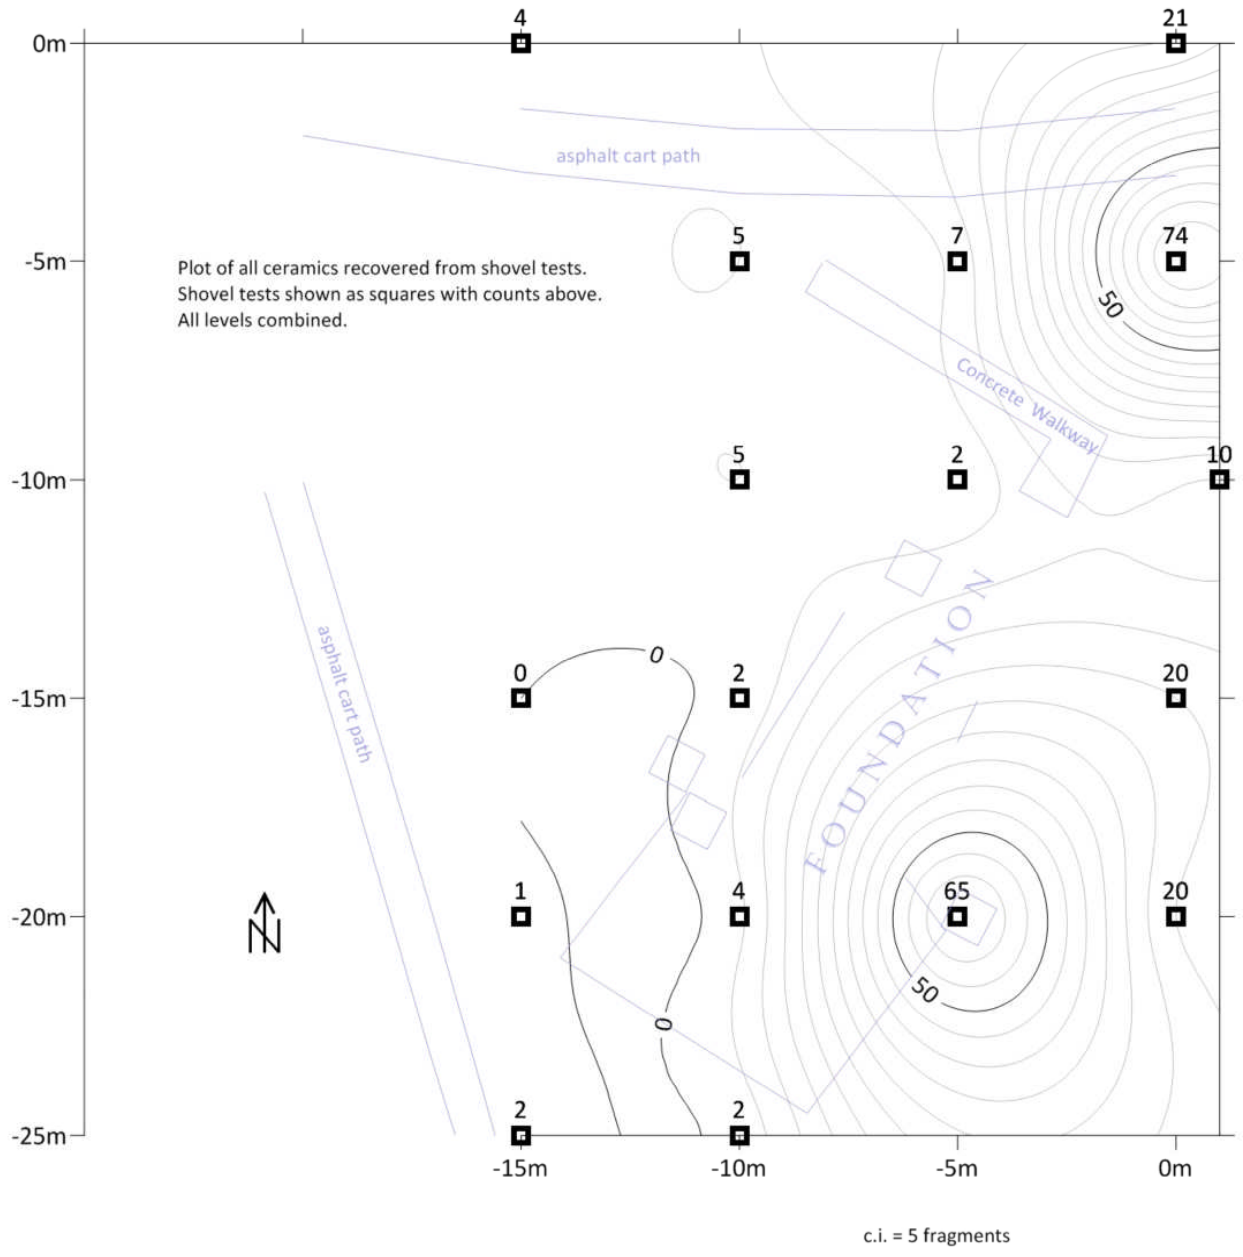 4
21
0m
asphalt cart path
5
7
74
-5m
Plot of all ceramics recovered from shovel tests.
Shovel tests shown as squares with counts above.
All levels combined.
50
Concrete Walkway
5
2
10
-10m
FOUNDATION
asphalt cart path
0
0
2
20
-15m
1
4
65
20
-20m
N
50
0
2
2
-25m
-15m
-10m
-5m
0m
c.i. = 5 fragments